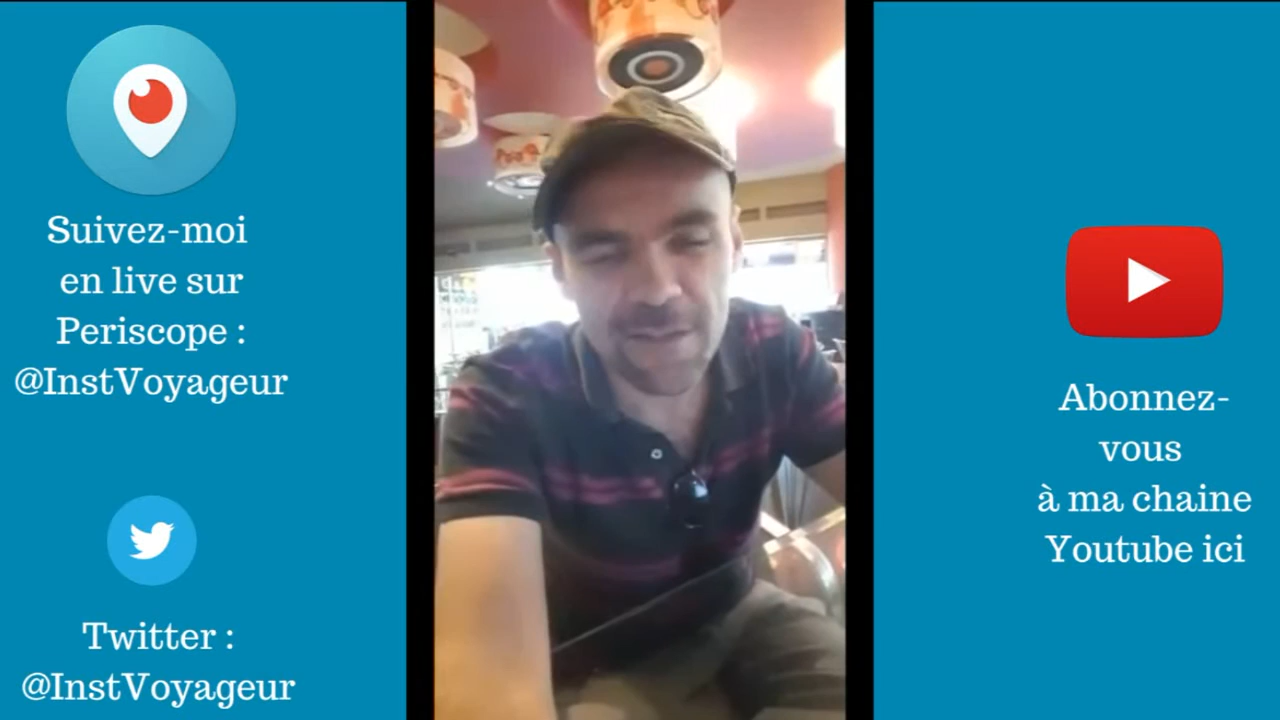 Suivez-moi
en live sur
Periscope :
@InstVoyageur
Twitter :
@InstVoyageur
Abonnez-
vous
à ma chaine
Youtube ici